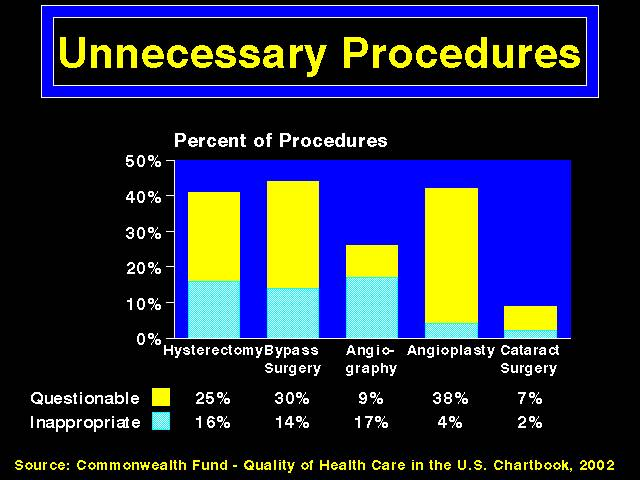 Unnecessary Procedures
Percent of Procedures
50%
40%
30%
20%
10%
0%
Hysterectomy Bypass Surgery Angio-graphy Angioplasty Cataract Surgery
Questionable 25% 30% 9% 38% 7%
Inappropriate 16% 14% 17% 4% 2%
Source: Commonwealth Fund - Quality of Health Care in the U.S. Chartbook, 2002